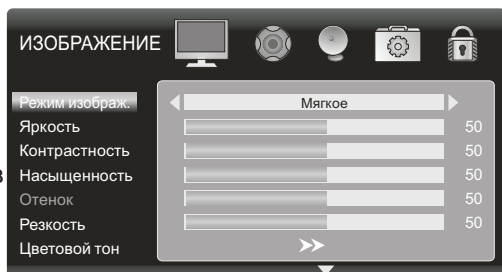 ИЗОБРАЖЕНИЕ
Режим изображ. Мягкое
Яркость 50
Контрастность 50
в Насыщенность 50
Отенок 50
Резкость 50
Цветовой тон